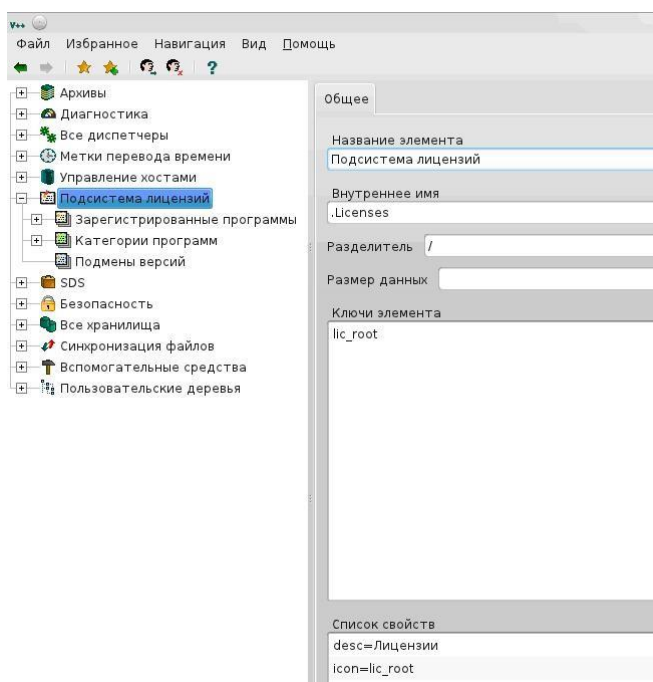 V++
Файл Избранное Навигация Вид Помощь
?
Архивы
Диагностика
Все диспетчеры
Метки перевода времени
Управление хостами
Подсистема лицензий
Зарегистрированные программы
Категории программ
Подмены версий
SDS
Безопасность
Все хранилища
Синхронизация файлов
Вспомогательные средства
Пользовательские деревья
Общее
Название элемента
Подсистема лицензий
Внутреннее имя
.Licenses
Разделитель /
Размер данных
Ключи элемента
lic_root
Список свойств
desc=Лицензии
icon=lic_root